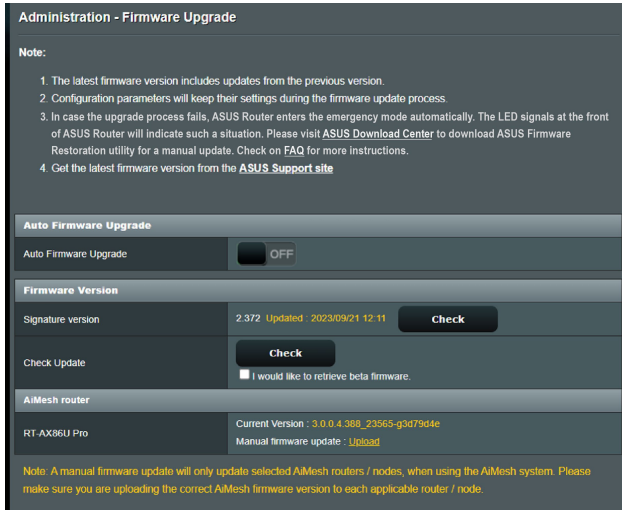 Administration - Firmware Upgrade
Note:
1. The latest firmware version includes updates from the previous version.
2. Configuration parameters will keep their settings during the firmware update process.
3. In case the upgrade process fails, ASUS Router enters the emergency mode automatically. The LED signals at the front
of ASUS Router will indicate such a situation. Please visit ASUS Download Center to download ASUS Firmware
Restoration utility for a manual update. Check on FAQ for more instructions.
4. Get the latest firmware version from the ASUS Support site
Auto Firmware Upgrade
Auto Firmware Upgrade OFF
Firmware Version
Signature version 2.372 Updated : 2023/09/21 12:11 Check
Check Update Check
I would like to retrieve beta firmware.
AiMesh router
RT-AX86U Pro Current Version : 3.0.0.4.388_23565-g3d79d4e
Manual firmware update : Upload
Note: A manual firmware update will only update selected AiMesh routers / nodes, when using the AiMesh system. Please
make sure you are uploading the correct AiMesh firmware version to each applicable router / node.